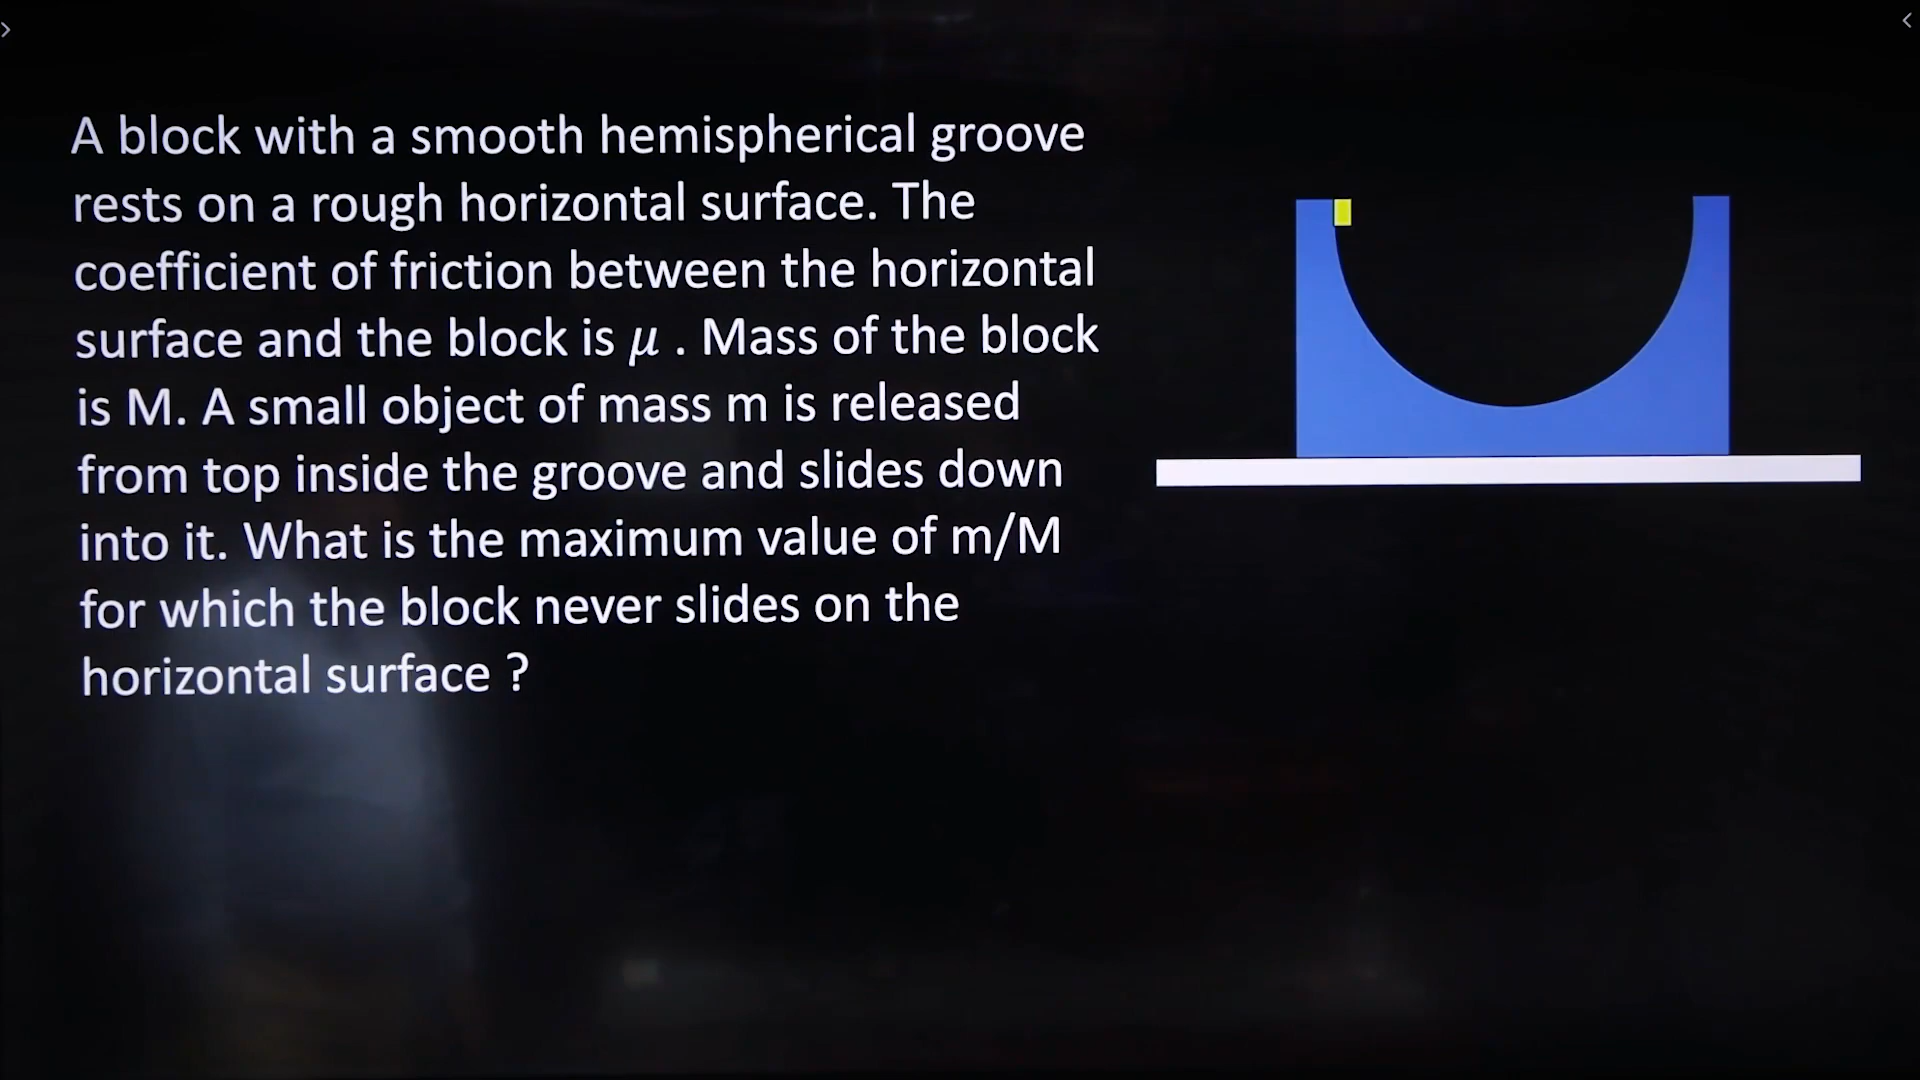 A block with a smooth hemispherical groove
rests on a rough horizontal surface. The
coefficient of friction between the horizontal
surface and the block is μ . Mass of the block
is M. A small object of mass m is released
from top inside the groove and slides down
into it. What is the maximum value of m/M
for which the block never slides on the
horizontal surface ?